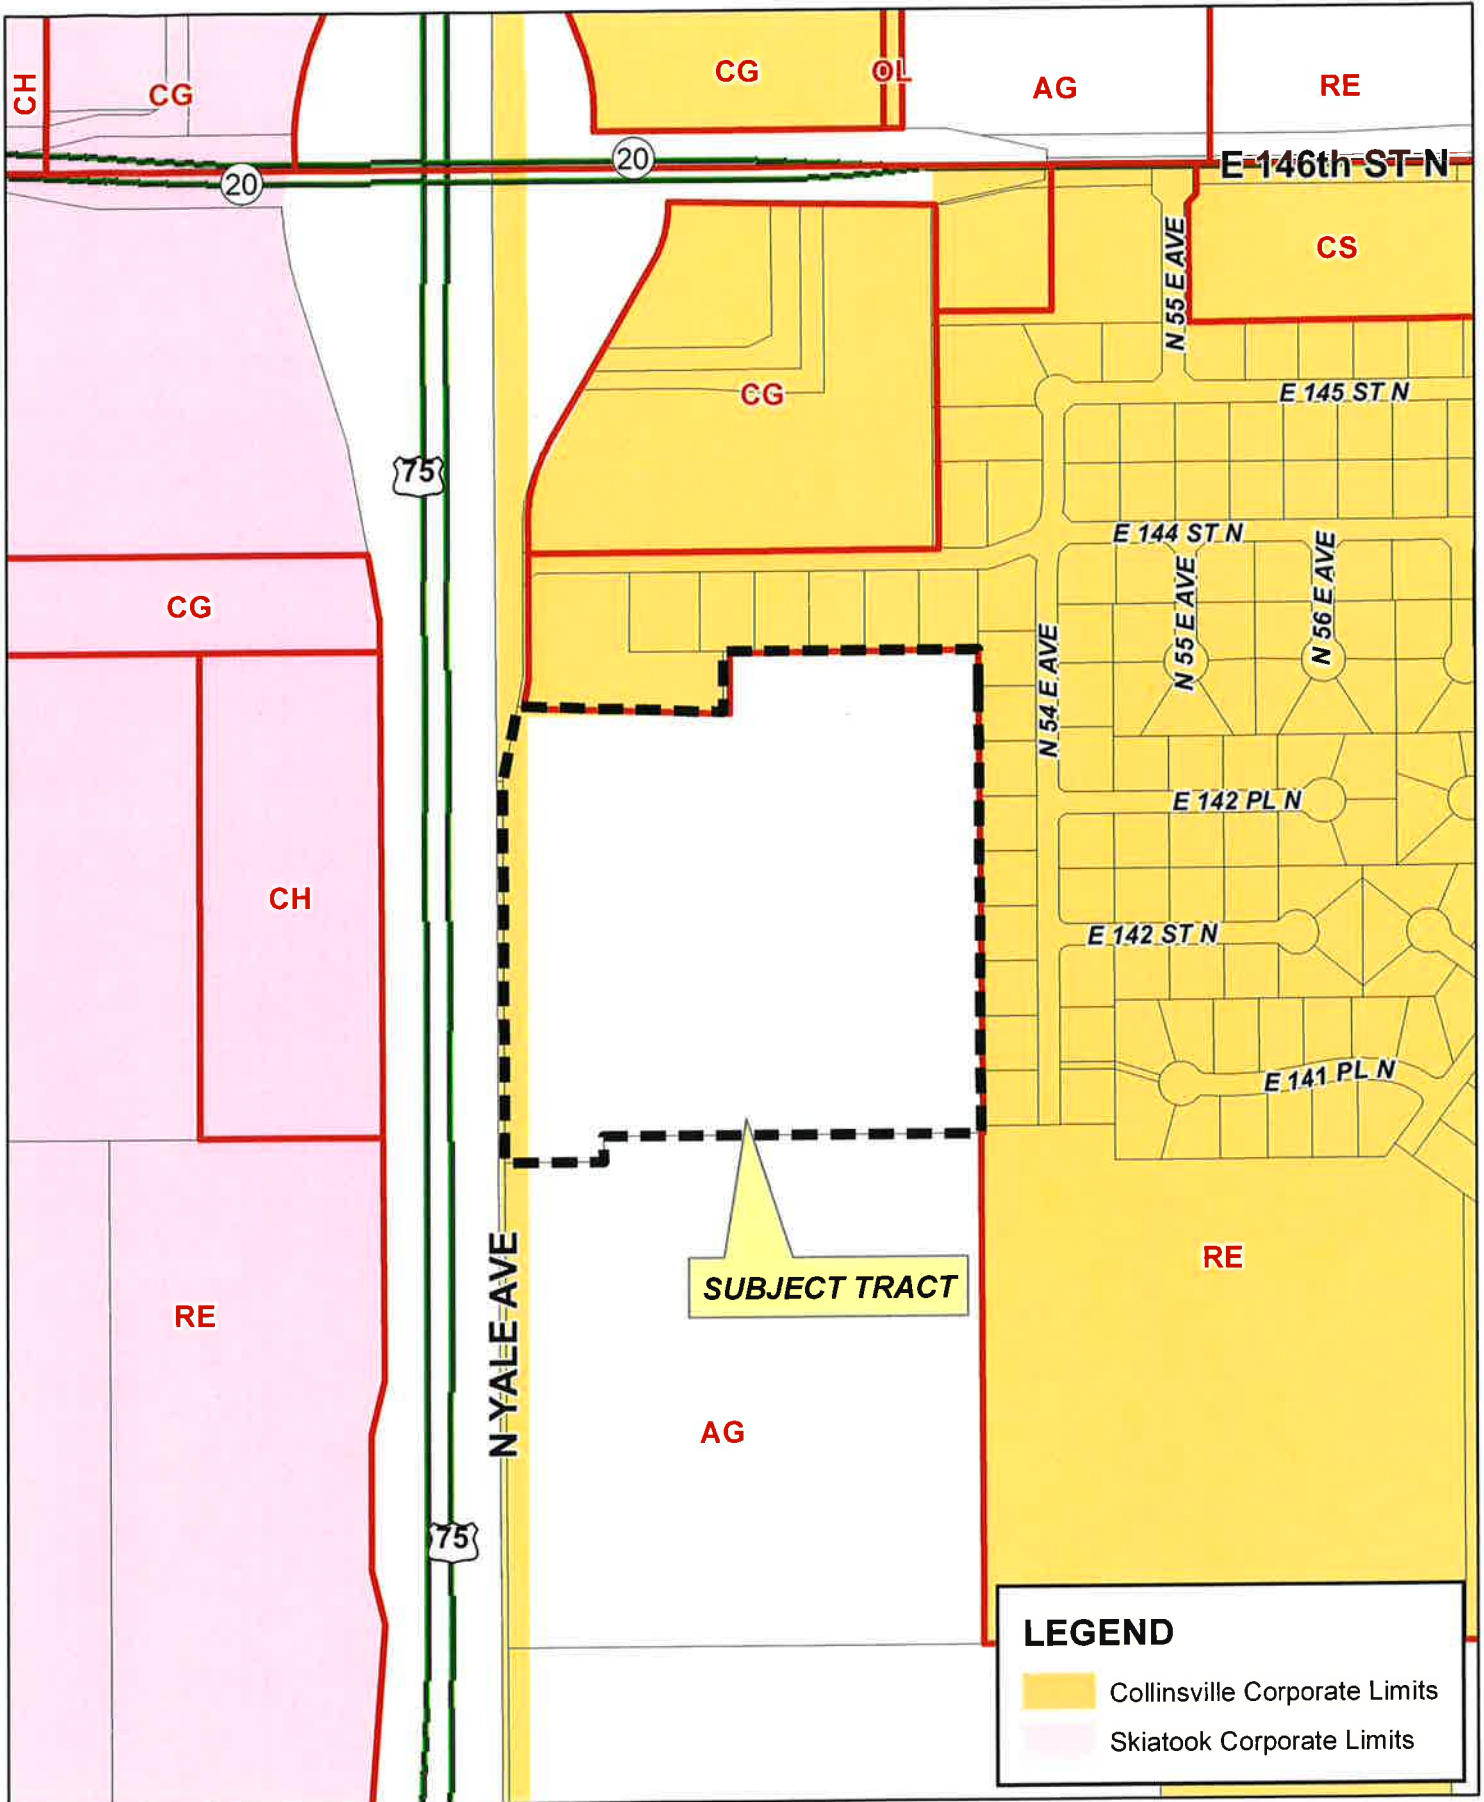 CH
CG
CG
OL
AG
RE
20
20
E 146th ST N
CS
N 55 E AVE
CG
E 145 ST N
75
E 144 ST N
N 55 E AVE
N 56 E AVE
CG
N 54 E AVE
E 142 PL N
CH
E 142 ST N
E 141 PL N
N YALE AVE
SUBJECT TRACT
RE
RE
AG
75
LEGEND
Collinsville Corporate Limits
Skiatook Corporate Limits